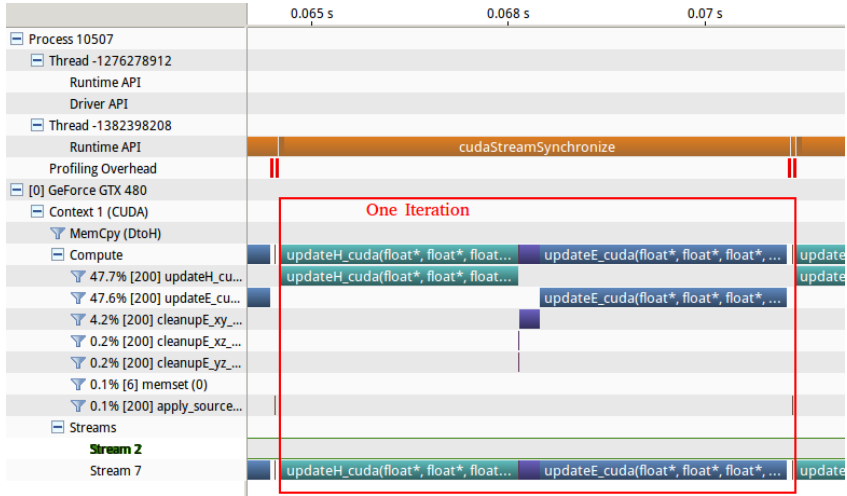 0.065 s 0.068 s 0.07 s
Process 10507
Thread -1276278912
Runtime API
Driver API
Thread -1382398208
Runtime API cudaStreamSynchronize
Profiling Overhead
[0] GeForce GTX 480
Context 1 (CUDA) One Iteration
MemCpy (DtoH)
Compute updateH_cuda(float*, float*, float... updateE_cuda(float*, float*, float*, ... update
47.7% [200] updateH_cu... updateH_cuda(float*, float*, float... update
47.6% [200] updateE_cu... updateE_cuda(float*, float*, float*, ...
4.2% [200] cleanupE_xy_...
0.2% [200] cleanupE_xz_...
0.2% [200] cleanupE_yz_...
0.1% [6] memset (0)
0.1% [200] apply_source...
Streams
Stream 2
Stream 7 updateH_cuda(float*, float*, float... updateE_cuda(float*, float*, float*, ... update